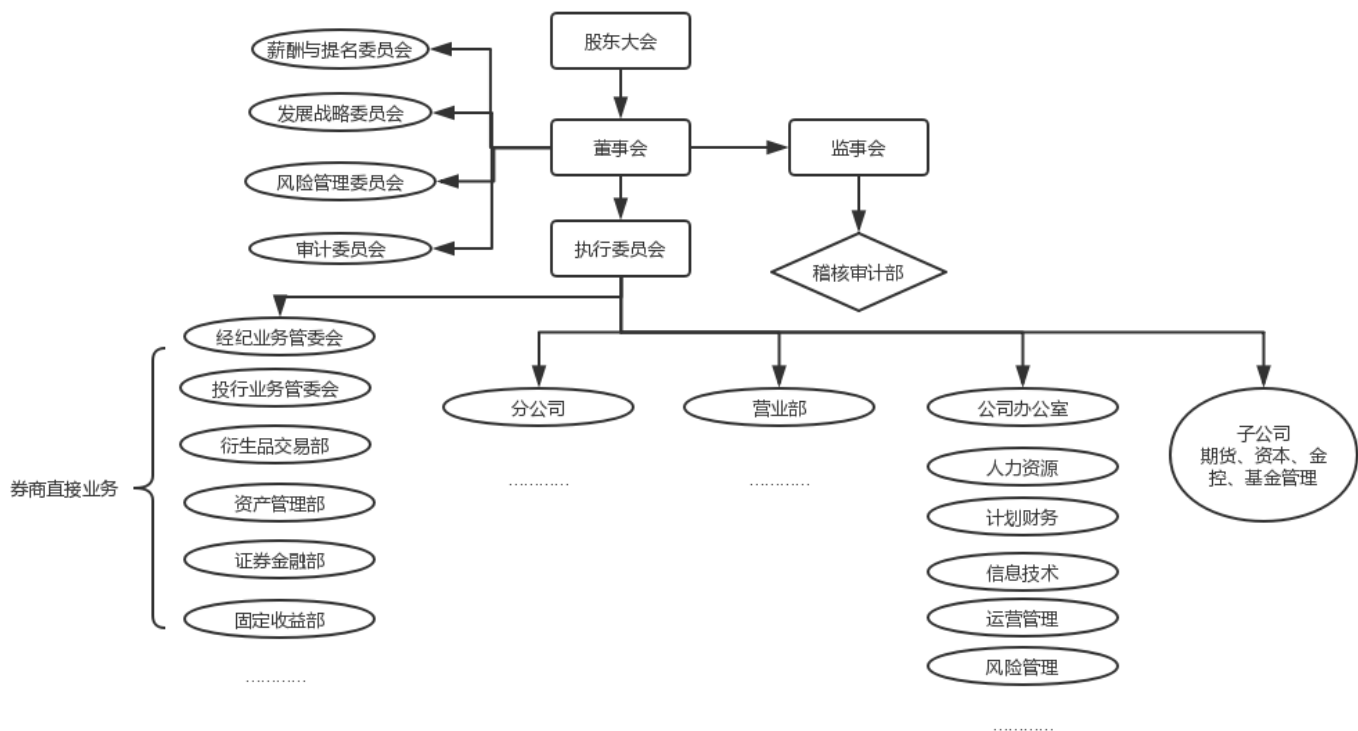 股东大会
薪酬与提名委员会
发展战略委员会
董事会
监事会
风险管理委员会
审计委员会
执行委员会
稽核审计部
经纪业务管委会
投行业务管委会
衍生品交易部
资产管理部
证券金融部
固定收益部
…………
券商直接业务
分公司
…………
营业部
…………
公司办公室
人力资源
计划财务
信息技术
运营管理
风险管理
…………
子公司
期货、资本、金
控、基金管理